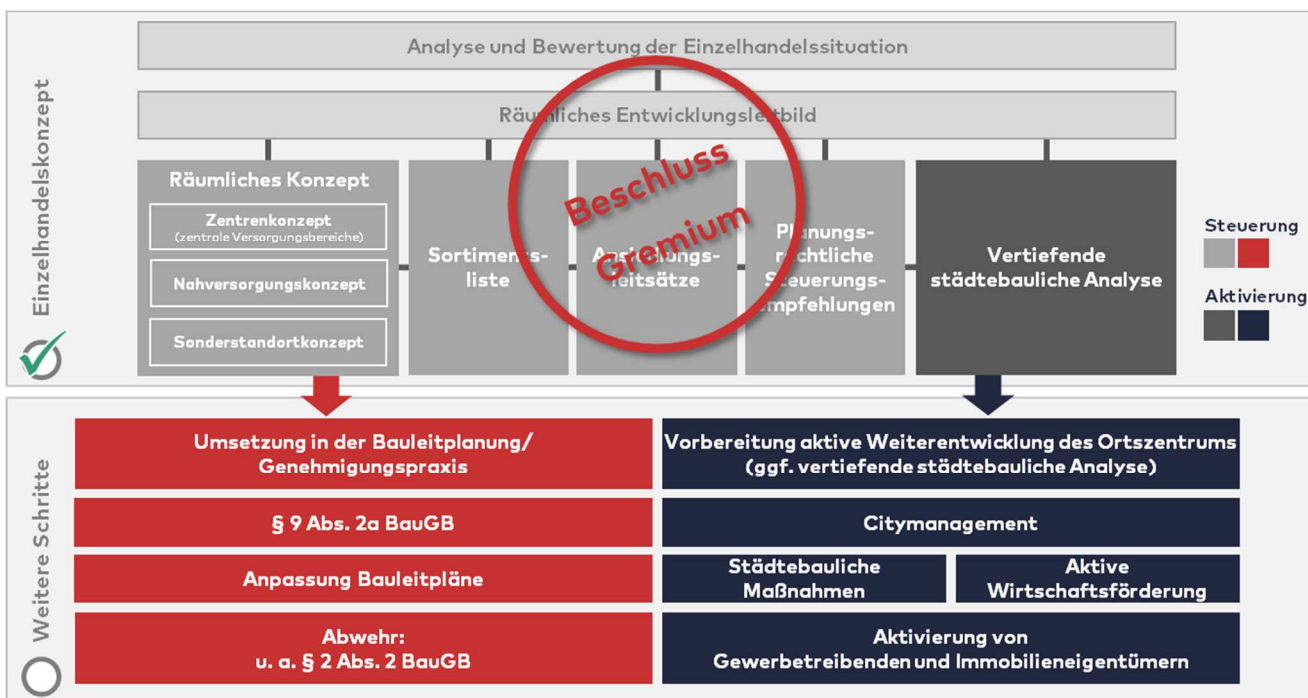 Einzelhandelskonzept
Analyse und Bewertung der Einzelhandelssituation
Räumliches Entwicklungsleitbild
Räumliches Konzept
Zentrenkonzept
(zentrale Versorgungsbereiche)
Nahversorgungskonzept
Sonderstandortkonzept
Sortiments-
liste
Ansiedlungs-
leitsätze
Planungs-
rechtliche
Steuerungs-
empfehlungen
Vertiefende
städtebauliche Analyse
Beschluss
Gremium
Steuerung
Aktivierung
Weitere Schritte
Umsetzung in der Bauleitplanung/
Genehmigungspraxis
§ 9 Abs. 2a BauGB
Anpassung Bauleitpläne
Abwehr:
u. a. § 2 Abs. 2 BauGB
Vorbereitung aktive Weiterentwicklung des Ortszentrums
(ggf. vertiefende städtebauliche Analyse)
Citymanagement
Städtebauliche
Maßnahmen
Aktive
Wirtschaftsförderung
Aktivierung von
Gewerbetreibenden und Immobilieneigentümern